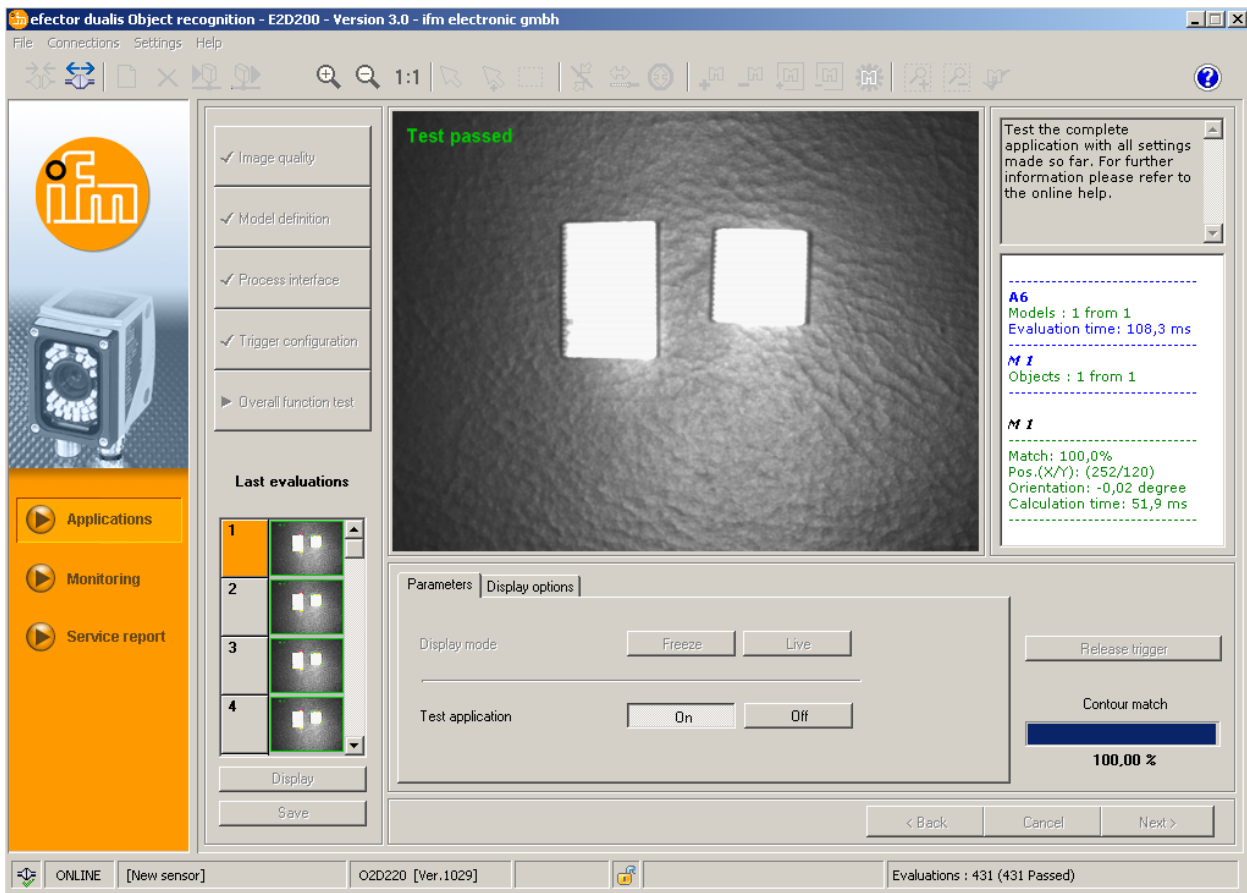 efector dualis Object recognition - E2D200 - Version 3.0 - ifm electronic gmbh
File Connections Settings Help
1:1
ifm
Image quality
Model definition
Process interface
Trigger configuration
Overall function test
Last evaluations
1
2
3
4
Display
Save
Applications
Monitoring
Service report
Test passed
Test the complete
application with all settings
made so far. For further
information please refer to
the online help.
A6
Models : 1 from 1
Evaluation time: 108,3 ms
M 1
Objects : 1 from 1
M 1
Match: 100,0%
Pos.(X/Y): (252/120)
Orientation: -0,02 degree
Calculation time: 51,9 ms
Parameters Display options
Display mode Freeze Live
Test application On Off
Release trigger
Contour match
100,00 %
< Back Cancel Next >
ONLINE [New sensor] O2D220 [Ver.1029] Evaluations : 431 (431 Passed)